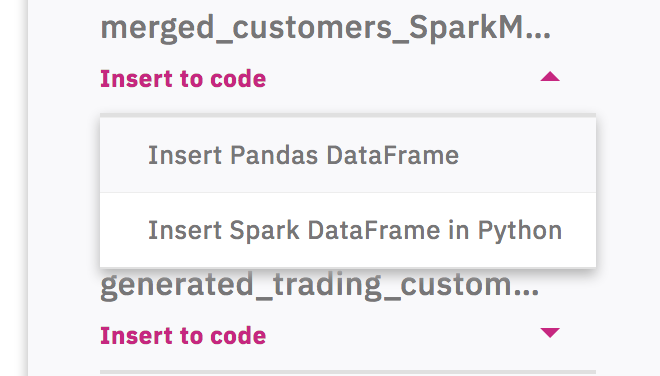 merged_customers_SparkM...
Insert to code
Insert Pandas DataFrame
Insert Spark DataFrame in Python
generated_trading_custom...
Insert to code